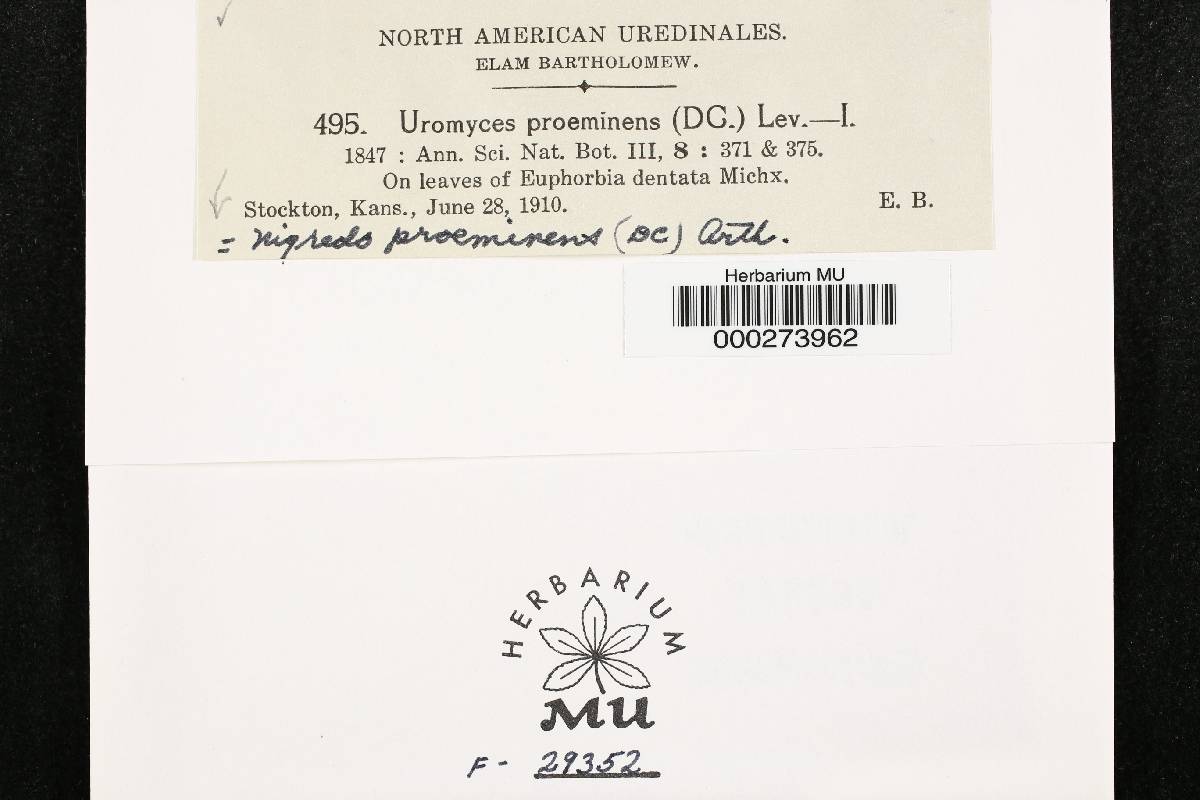 NORTH AMERICAN UREDINALES.
ELAM BARTHOLOMEW.
495. Uromyces proeminens (DC.) Lev.—I.
1847 : Ann. Sci. Nat. Bot. III, 8 : 371 & 375.
On leaves of Euphorbia dentata Michx.
Stockton, Kans., June 28, 1910. E. B.
= Nigredo proeminens (DC) Arth.
Herbarium MU
000273962
HERBARIUM
MU
F - 29352